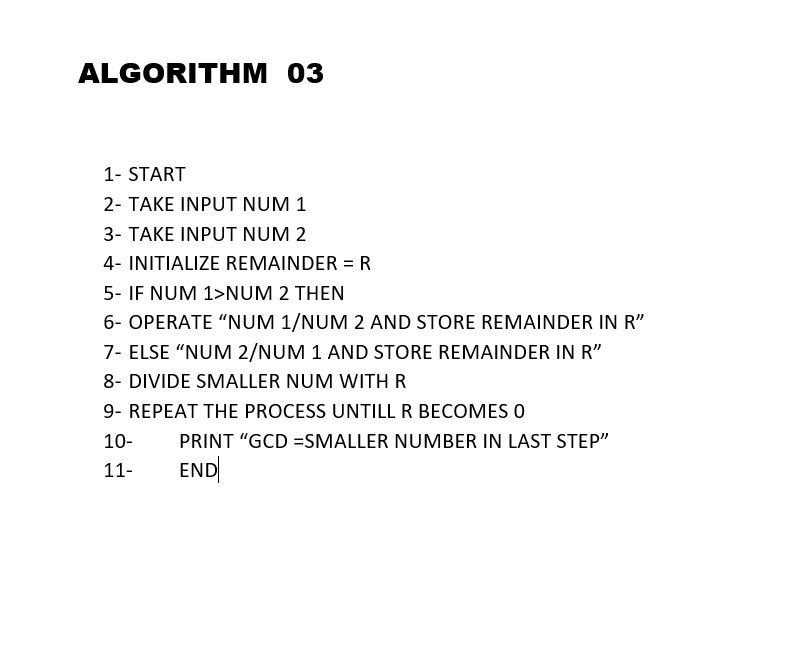 ALGORITHM 03
1- START
2- TAKE INPUT NUM 1
3- TAKE INPUT NUM 2
4- INITIALIZE REMAINDER = R
5- IF NUM 1>NUM 2 THEN
6- OPERATE “NUM 1/NUM 2 AND STORE REMAINDER IN R”
7- ELSE “NUM 2/NUM 1 AND STORE REMAINDER IN R”
8- DIVIDE SMALLER NUM WITH R
9- REPEAT THE PROCESS UNTILL R BECOMES 0
10- PRINT “GCD =SMALLER NUMBER IN LAST STEP”
11- END